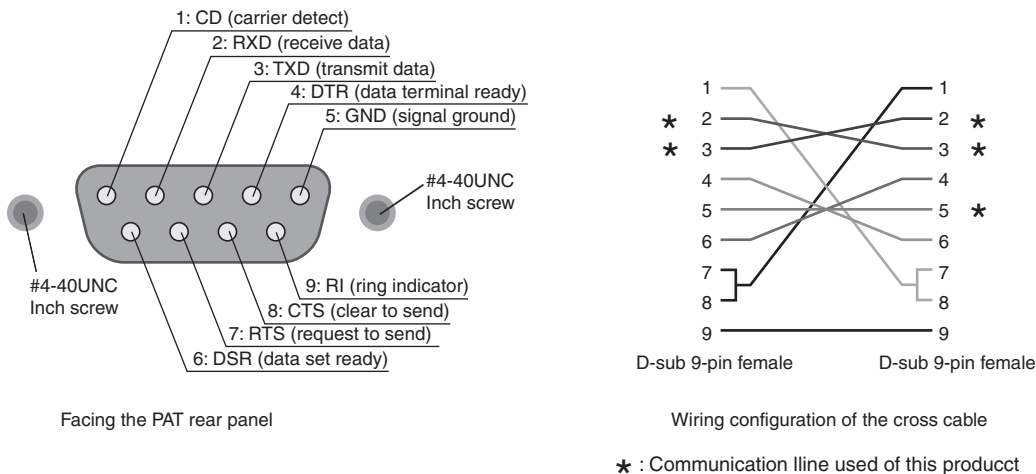 1: CD (carrier detect)
2: RXD (receive data)
3: TXD (transmit data)
4: DTR (data terminal ready)
5: GND (signal ground)
#4-40UNC
Inch screw
#4-40UNC
Inch screw
9: RI (ring indicator)
8: CTS (clear to send)
7: RTS (request to send)
6: DSR (data set ready)
Facing the PAT rear panel
1 1
* 2 2 *
* 3 3 *
4 4
5 5 *
6 6
7 7
8 8
9 9
D-sub 9-pin female D-sub 9-pin female
Wiring configuration of the cross cable
* : Communication lline used of this producct